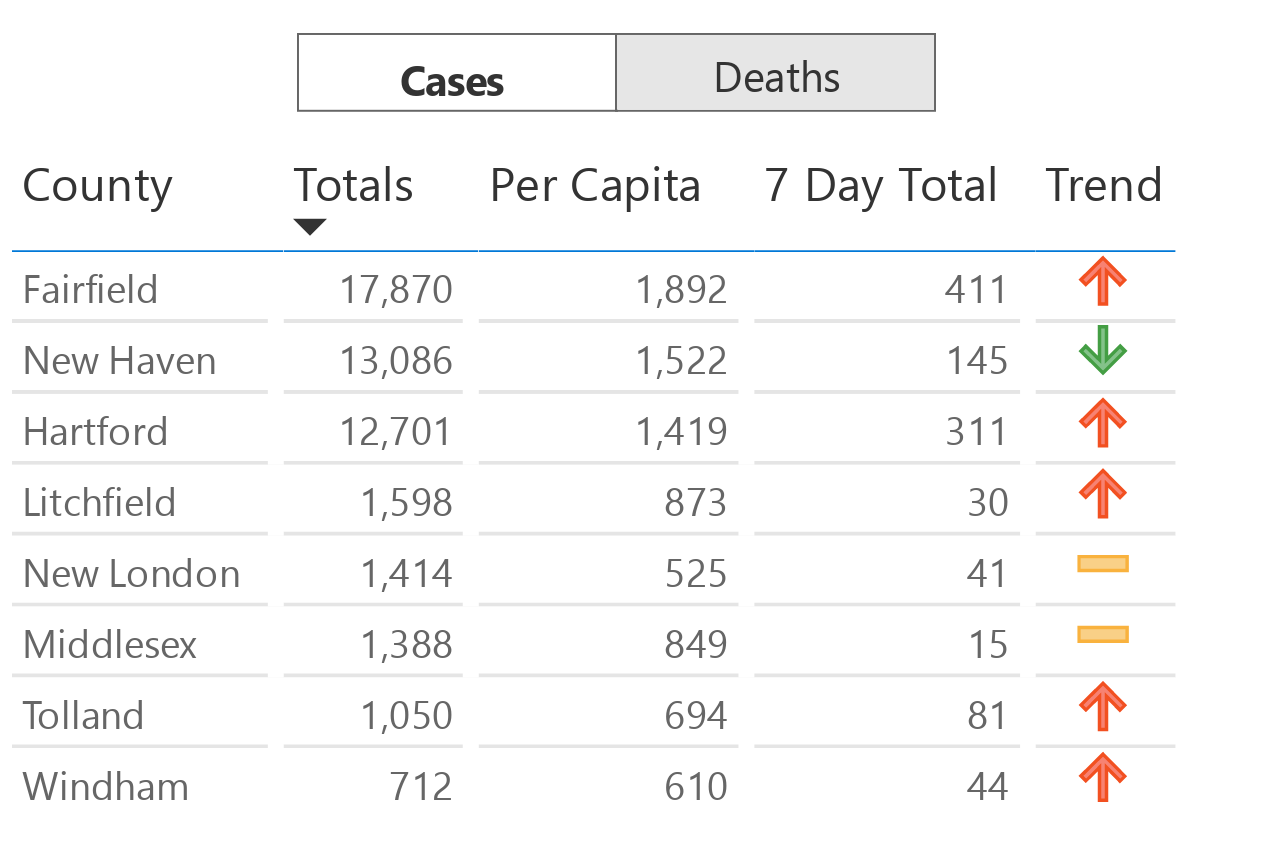 Cases Deaths
County Totals Per Capita 7 Day Total Trend
Fairfield 17,870 1,892 411
New Haven 13,086 1,522 145
Hartford 12,701 1,419 311
Litchfield 1,598 873 30
New London 1,414 525 41
Middlesex 1,388 849 15
Tolland 1,050 694 81
Windham 712 610 44